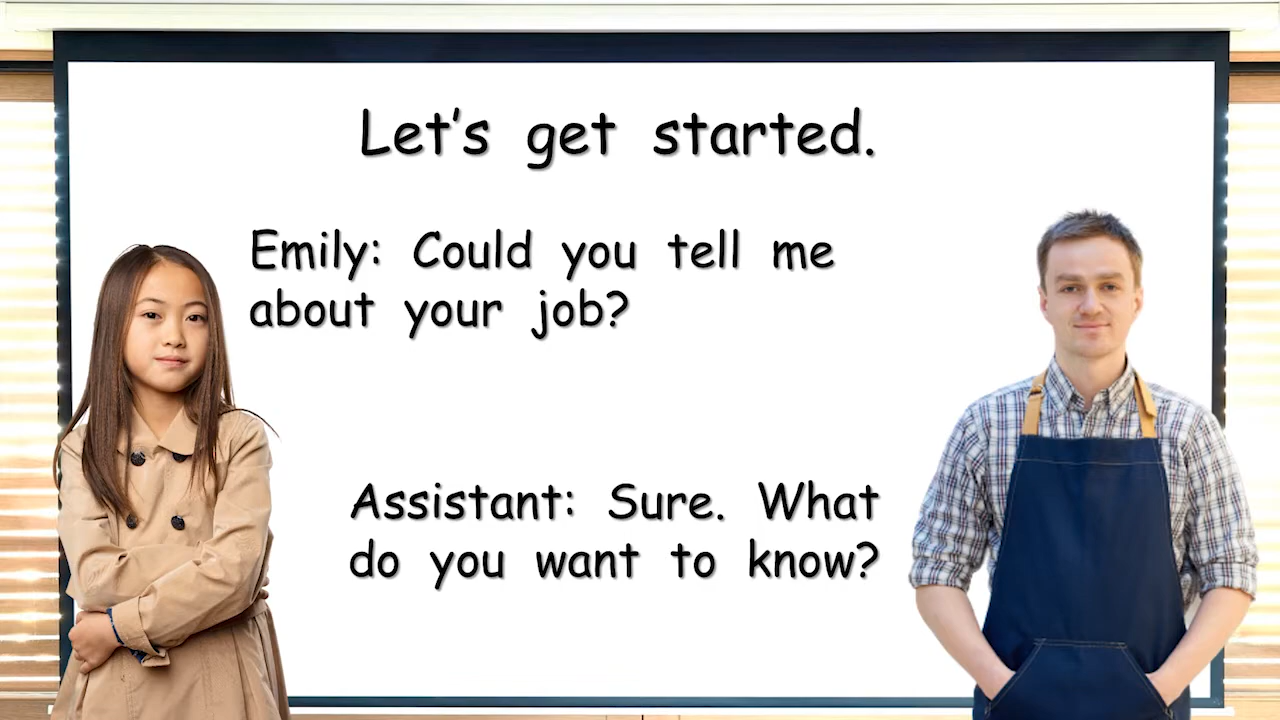 Let's get started.
Emily: Could you tell me
about your job?
Assistant: Sure. What
do you want to know?